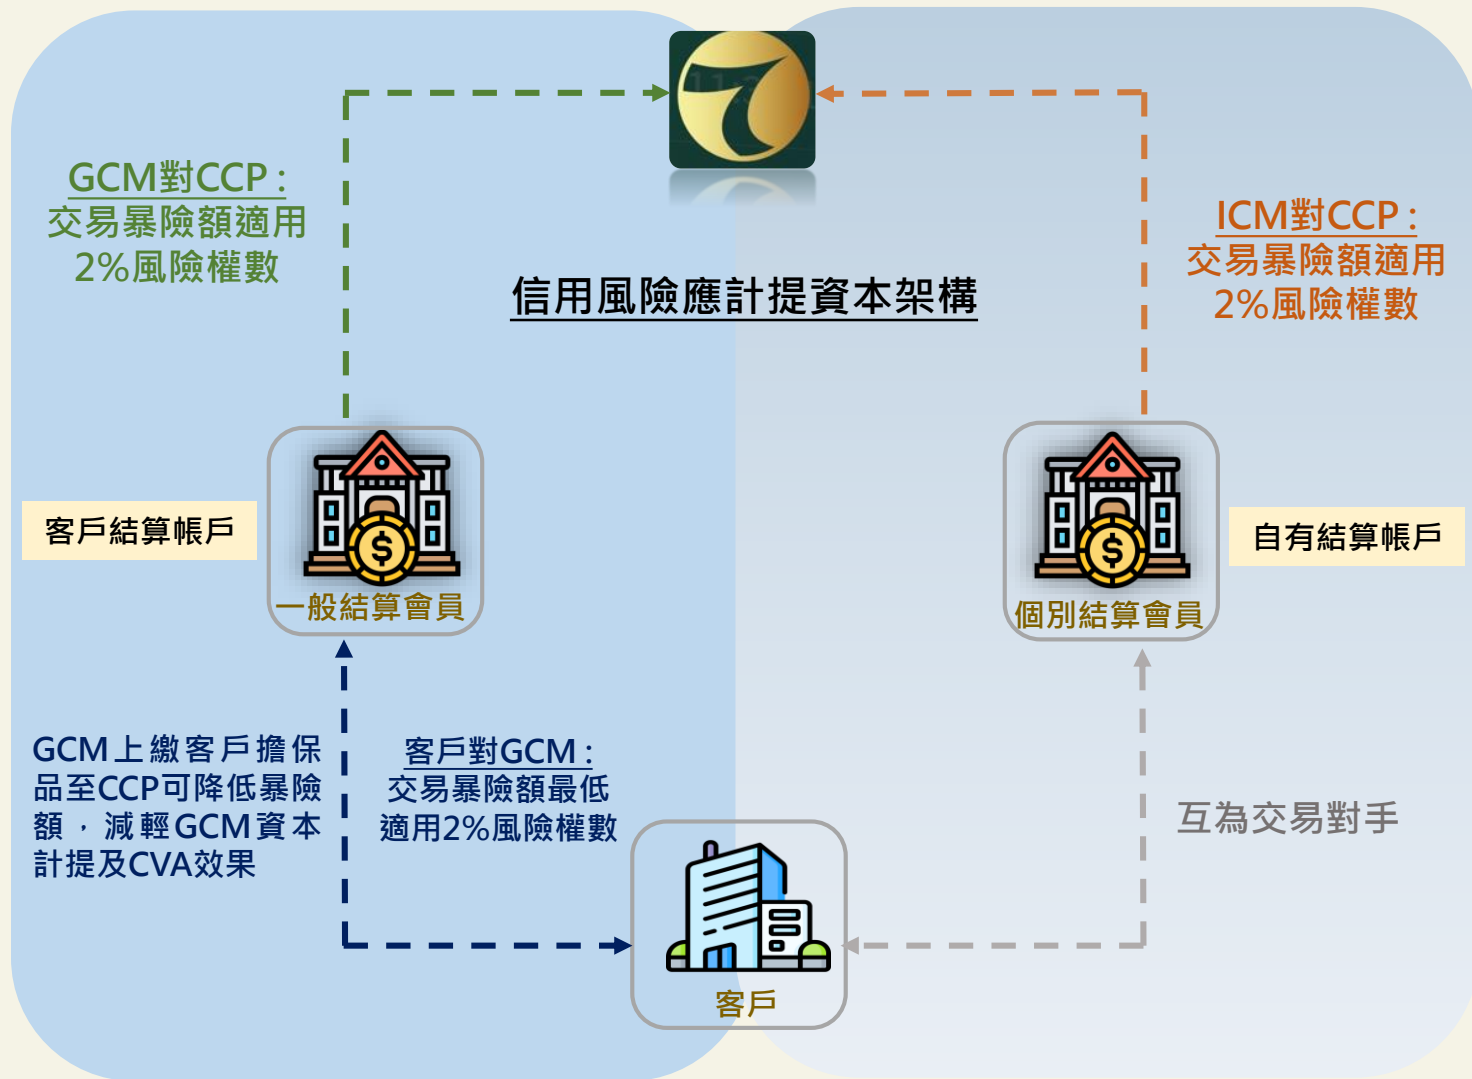 GCM對CCP :
交易暴險額適用
2%風險權數
ICM對CCP :
交易暴險額適用
2%風險權數
信用風險應計提資本架構
客戶結算帳戶
一般結算會員
自有結算帳戶
個別結算會員
GCM上繳客戶擔保
品至CCP可降低暴險
額，減輕GCM資本
計提及CVA效果
客戶對GCM :
交易暴險額最低
適用2%風險權數
互為交易對手
客戶